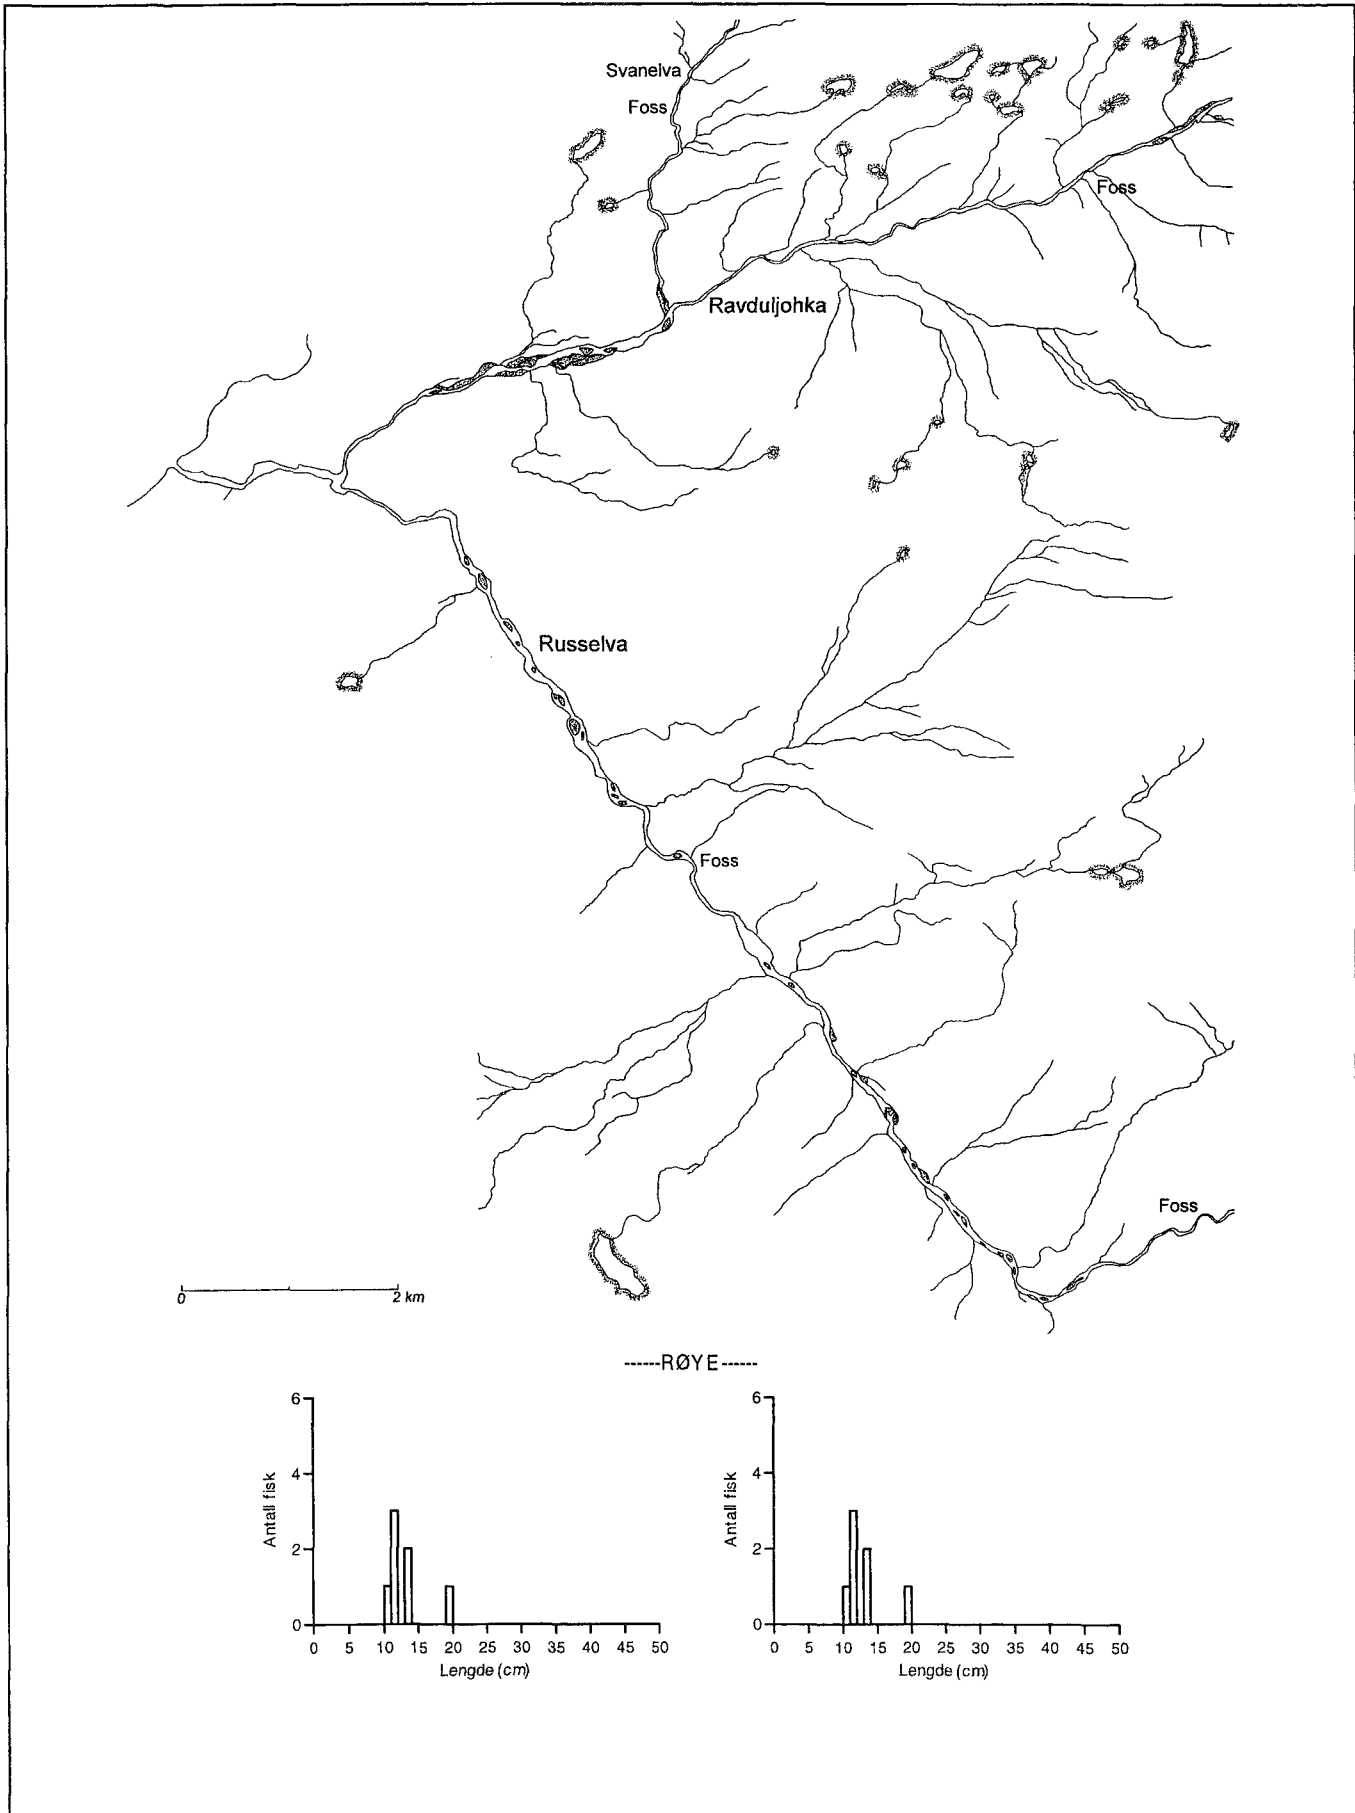 Svanelva
Foss
Foss
Ravduljohka
Russelva
Foss
Foss
0 2 km
------RØYE------
6
4
2
0
Antall fisk
0 5 10 15 20 25 30 35 40 45 50
Lengde (cm)
6
4
2
0
Antall fisk
0 5 10 15 20 25 30 35 40 45 50
Lengde (cm)